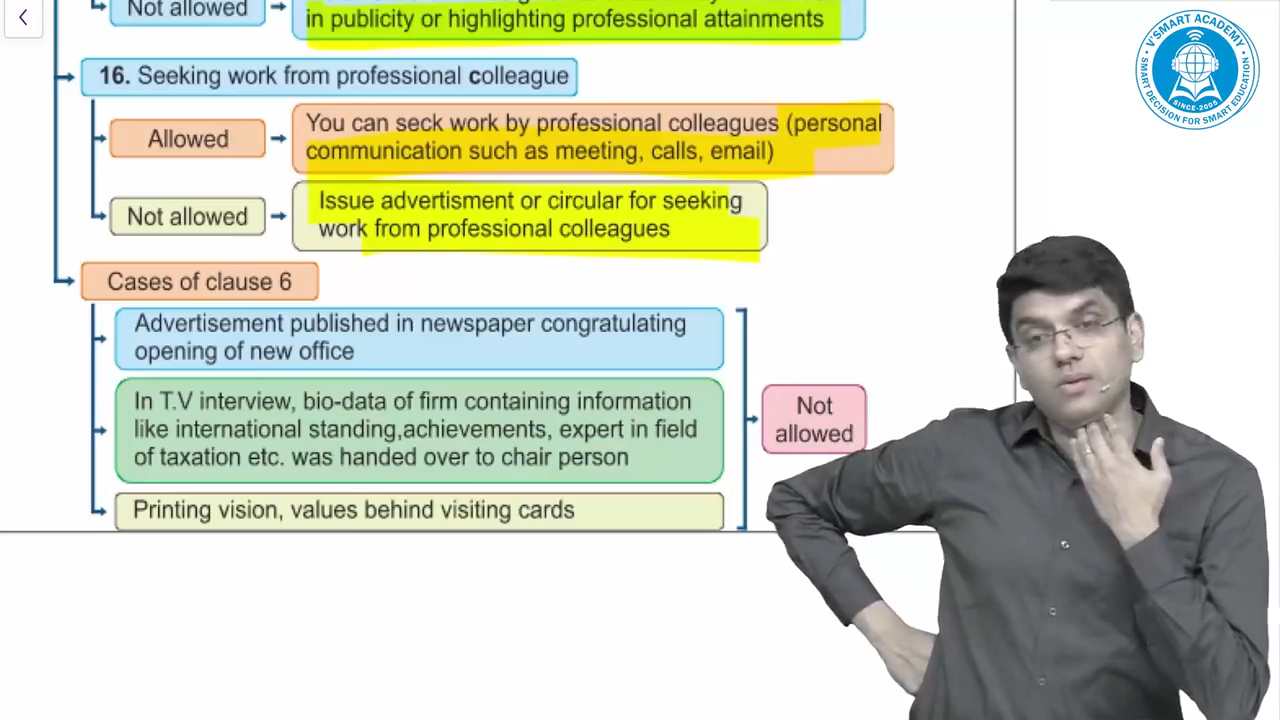 Not allowed
in publicity or highlighting professional attainments
16. Seeking work from professional colleague
Allowed
You can seck work by professional colleagues (personal
communication such as meeting, calls, email)
Not allowed
Issue advertisment or circular for seeking
work from professional colleagues
Cases of clause 6
Advertisement published in newspaper congratulating
opening of new office
In T.V interview, bio-data of firm containing information
like international standing,achievements, expert in field
of taxation etc. was handed over to chair person
Printing vision, values behind visiting cards
Not
allowed
V'SMART ACADEMY
SINCE-2006
SMART DECISION FOR SMART EDUCATION